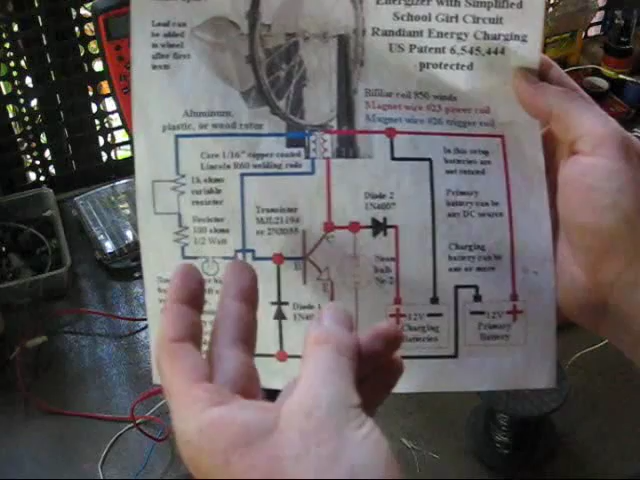 Energizer with Simplified
School Girl Circuit
Radiant Energy Charging
US Patent 6,545,444
protected
Lead can
be added
to wheel
after first
tests
Bifilar coil 850 winds
Magnet wire #23 power coil
Magnet wire #26 trigger coil
Aluminum,
plastic, or wood rotor
Core 1/16" copper coated
Lincoln R60 welding rods
In this setup
batteries are
not rotated
1k ohms
variable
resistor
Transistor
MJL21194
or 2N3055
Diode 2
1N4007
Primary
battery can be
any DC source
Resistor
100 ohms
1/2 Watt
C
B
E
Neon
bulb
Ne-2
Charging
battery can be
one or more
Diode 1
+ 12V −
Charging
Batteries
− 12V +
Primary
Battery